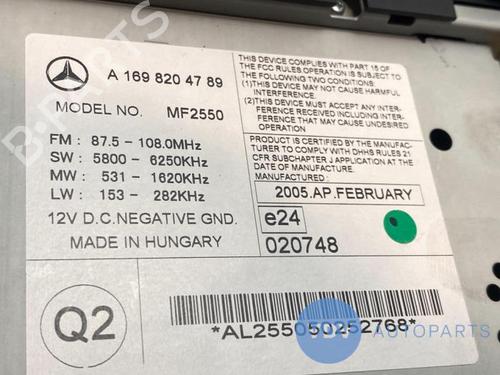 A 169 820 47 89
MODEL NO. MF2550
FM : 87.5 - 108.0MHz
SW : 5800 - 6250KHz
MW : 531 - 1620KHz
LW : 153 - 282KHz
12V D.C.NEGATIVE GND.
MADE IN HUNGARY
THIS DEVICE COMPLIES WITH PART 15 OF
THE FCC RULES OPERATION IS SUBJECT TO
THE FOLLOWING TWO CONDITIONS:
(1)THIS DEVICE MAY NOT CAUSE HARMFUL
INTERFERENCE.
(2)THIS DEVICE MUST ACCEPT ANY INTER-
FERENCE RECEIVED INCLUDING INTER-
FERENCE THAT MAY CAUSE UNDESIRED
OPERATION.
PRODUCT IS CERTIFIED BY THE MANUFAC-
TURER TO COMPLY WITH DHHS RULES 21
CFR SUBCHAPTER J APPLICATION AT THE
DATE OF MANUFACTURE.
MANUFACTURED :
2005.AP.FEBRUARY
e24
020748
Q2
*AL255050252768*
AUTOPARTS